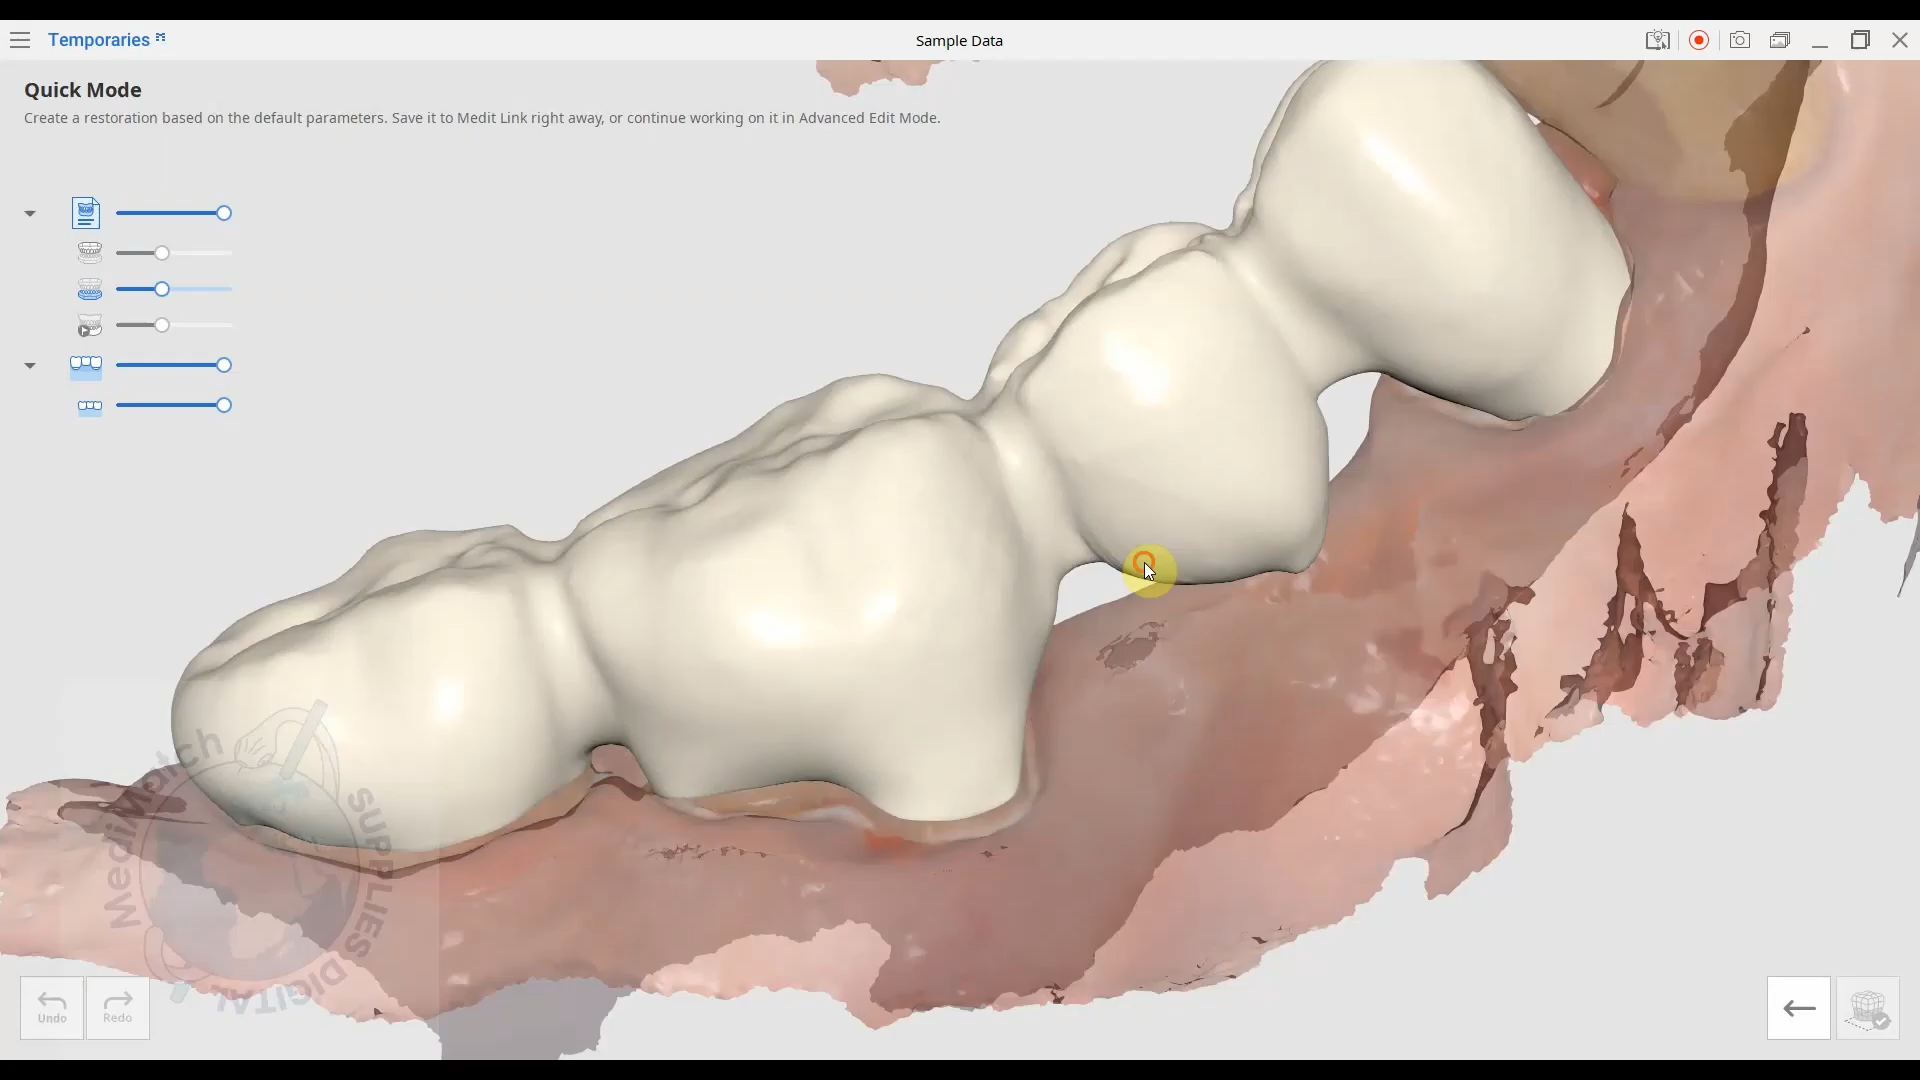 Temporaries
Sample Data
Quick Mode
Create a restoration based on the default parameters. Save it to Medit Link right away, or continue working on it in Advanced Edit Mode.
MediMatch
DIGITAL
SUPPLIES
Undo
Redo